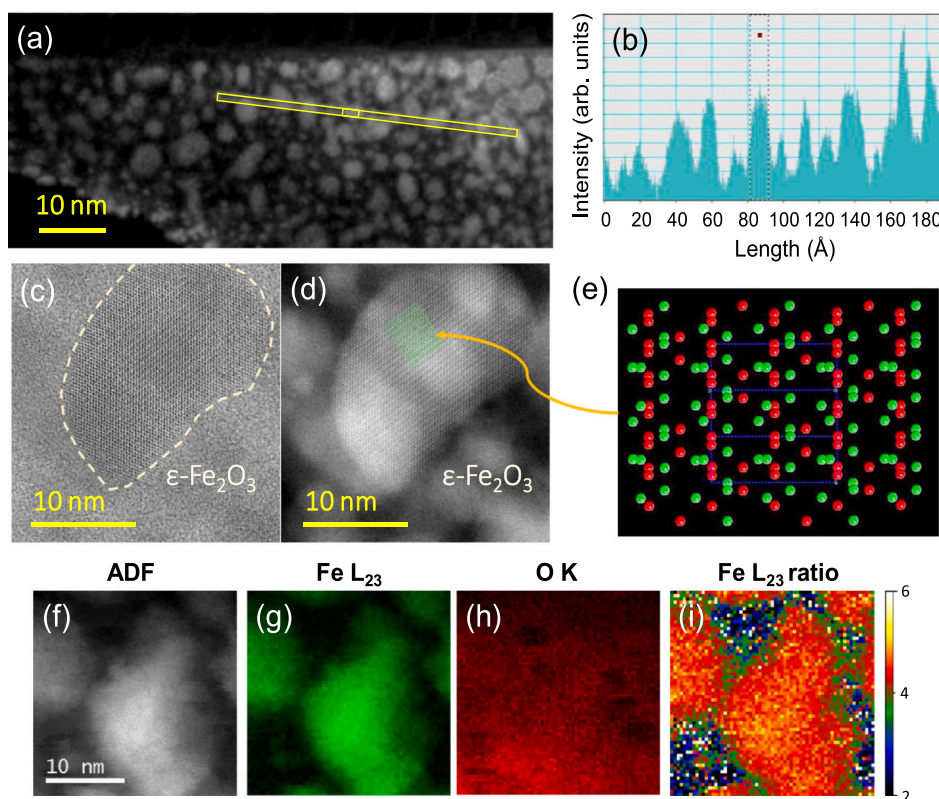 (a)
10 nm
(b)
Intensity (arb. units)
0 20 40 60 80 100 120 140 160 180
Length (Å)
(c)
ε-Fe₂O₃
10 nm
(d)
ε-Fe₂O₃
10 nm
(e)
ADF
Fe L₂₃
O K
Fe L₂₃ ratio
(f)
10 nm
(g)
(h)
(i)
6
4
2